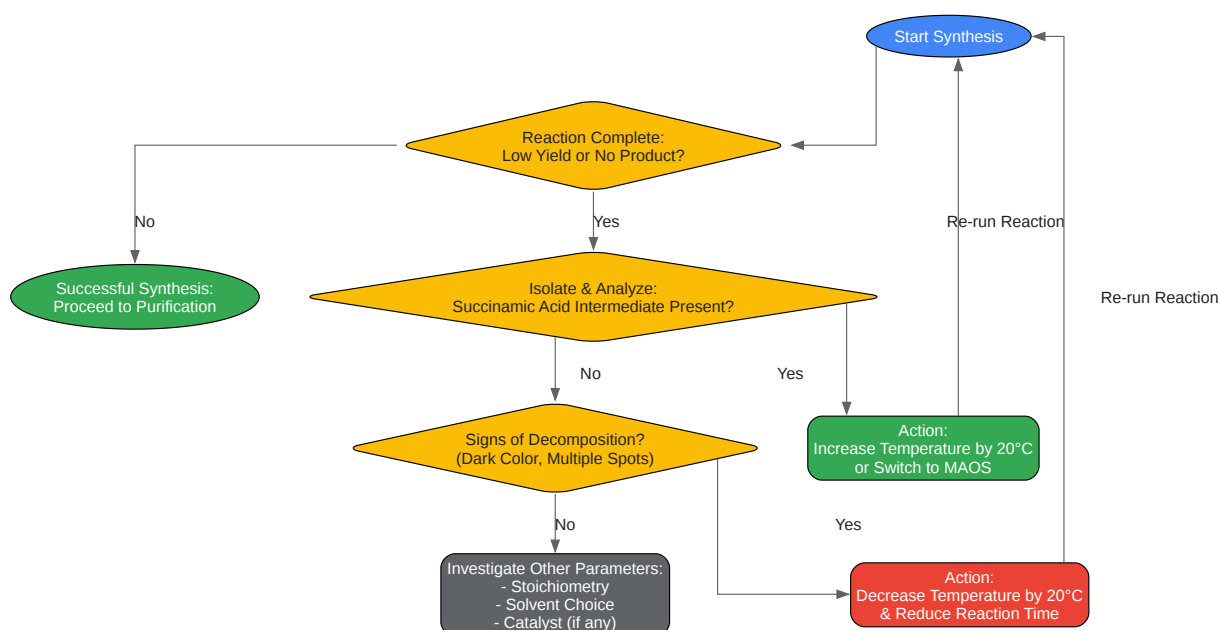 Start Synthesis
Reaction Complete:
Low Yield or No Product?
No
Yes
Re-run Reaction
Successful Synthesis:
Proceed to Purification
Isolate & Analyze:
Succinamic Acid Intermediate Present?
Re-run Reaction
No
Yes
Signs of Decomposition?
(Dark Color, Multiple Spots)
Action:
Increase Temperature by 20°C
or Switch to MAOS
No
Yes
Investigate Other Parameters:
- Stoichiometry
- Solvent Choice
- Catalyst (if any)
Action:
Decrease Temperature by 20°C
& Reduce Reaction Time